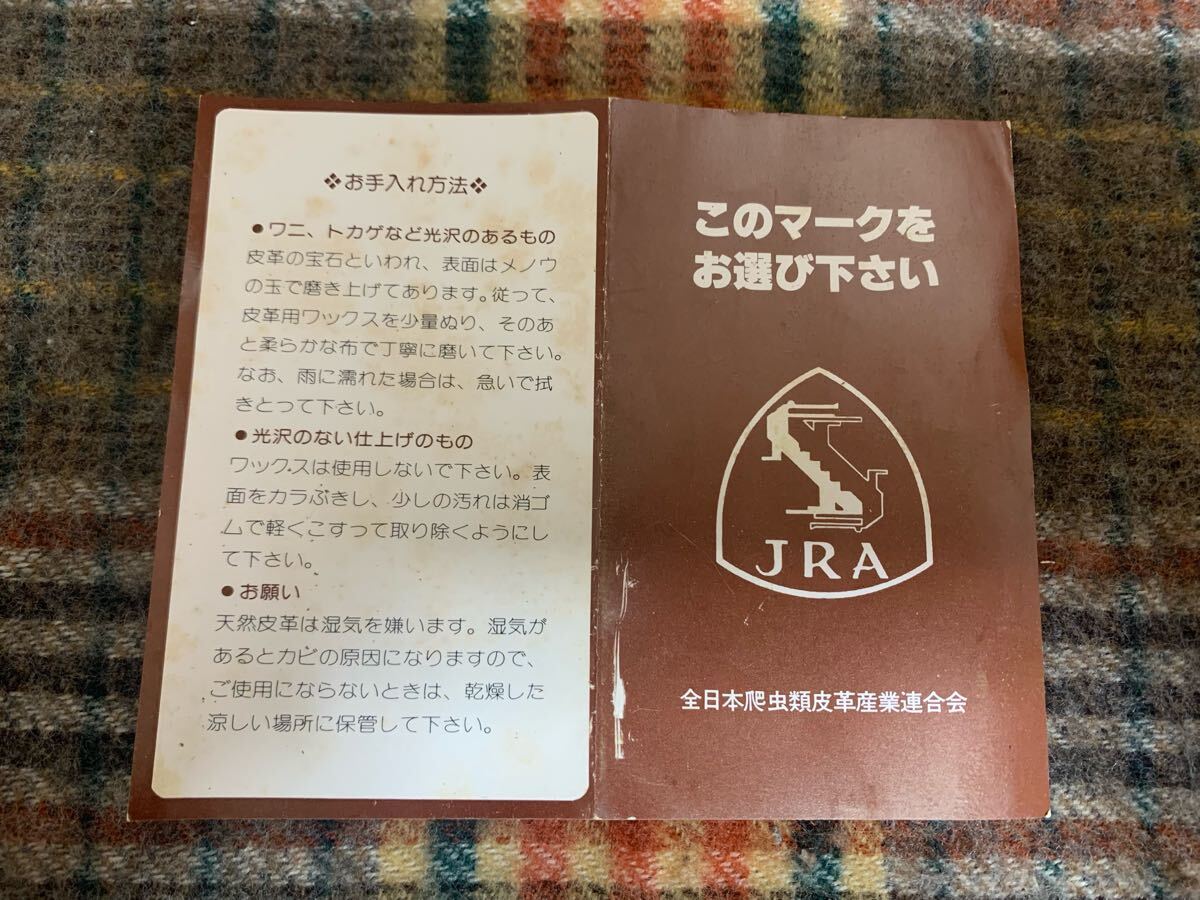 ❖お手入れ方法❖
●ワニ、トカゲなど光沢のあるもの
皮革の宝石といわれ、表面はメノウ
の玉で磨き上げてあります。従って、
皮革用ワックスを少量ぬり、そのあ
と柔らかな布で丁寧に磨いて下さい。
なお、雨に濡れた場合は、急いで拭
きとって下さい。
●光沢のない仕上げのもの
ワックスは使用しないで下さい。表
面をカラぶきし、少しの汚れは消ゴ
ムで軽くこすって取り除くようにし
て下さい。
●お願い
天然皮革は湿気を嫌います。湿気が
あるとカビの原因になりますので、
ご使用にならないときは、乾燥した
涼しい場所に保管して下さい。
このマークを
お選び下さい
JRA
全日本爬虫類皮革産業連合会